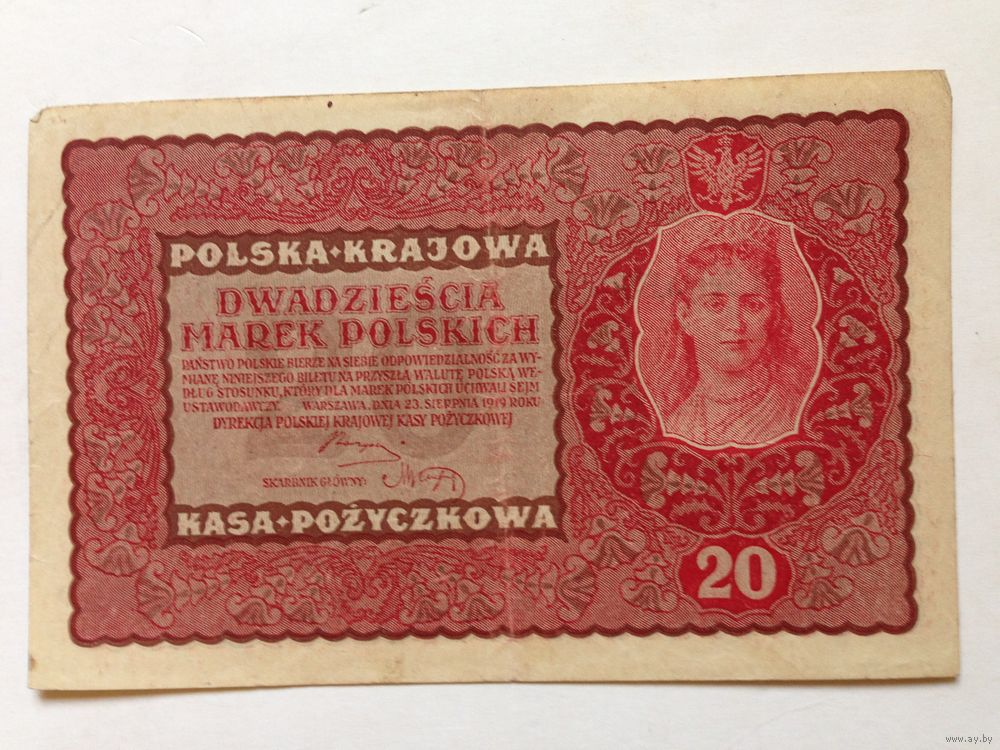 POLSKA • KRAJOWA
DWADZIEŚCIA
MAREK POLSKICH
PAŃSTWO POLSKIE BIERZE NA SIEBIE ODPOWIEDZIALNOŚĆ ZA WY-
MIANĘ NINIEJSZEGO BILETU NA PRZYSZŁĄ WALUTĘ POLSKĄ WE-
DŁUG STOSUNKU, KTÓRY DLA MAREK POLSKICH UCHWALI SEJM
USTAWODAWCZY. WARSZAWA, DNIA 23. SIERPNIA 1919 ROKU
DYREKCJA POLSKIEJ KRAJOWEJ KASY POŻYCZKOWEJ
SKARBNIK GŁÓWNY:
KASA • POŻYCZKOWA
20
www.ay.by